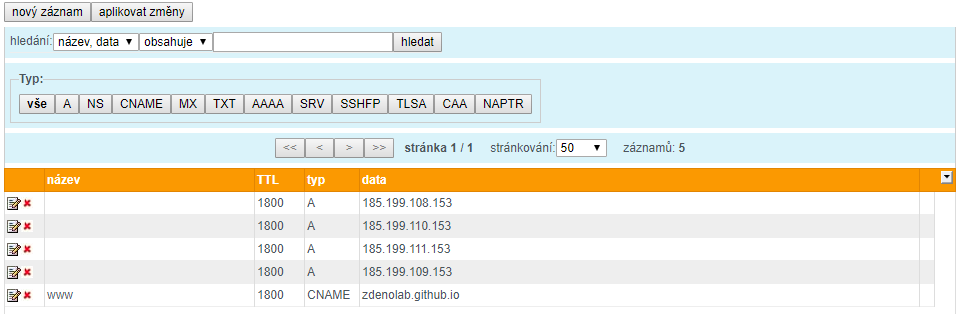 nový záznam aplikovat změny
hledání: název, data obsahuje hledat
Typ:
vše A NS CNAME MX TXT AAAA SRV SSHFP TLSA CAA NAPTR
<< < > >> stránka 1 / 1 stránkování: 50 záznamů: 5
název TTL typ data
1800 A 185.199.108.153
1800 A 185.199.110.153
1800 A 185.199.111.153
1800 A 185.199.109.153
www 1800 CNAME zdenolab.github.io